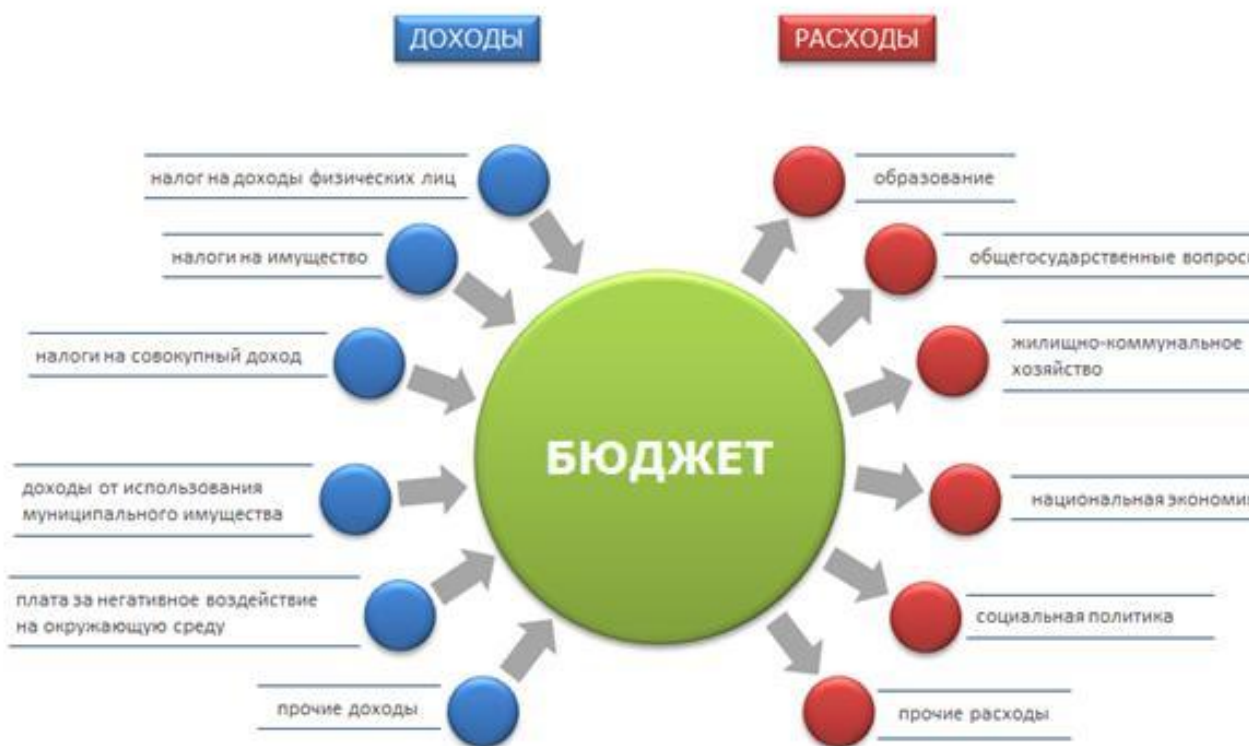 ДОХОДЫ
РАСХОДЫ
налог на доходы физических лиц
налоги на имущество
налоги на совокупный доход
доходы от использования
муниципального имущества
плата за негативное воздействие
на окружающую среду
прочие доходы
БЮДЖЕТ
образование
общегосударственные вопросы
жилищно-коммунальное
хозяйство
национальная экономика
социальная политика
прочие расходы